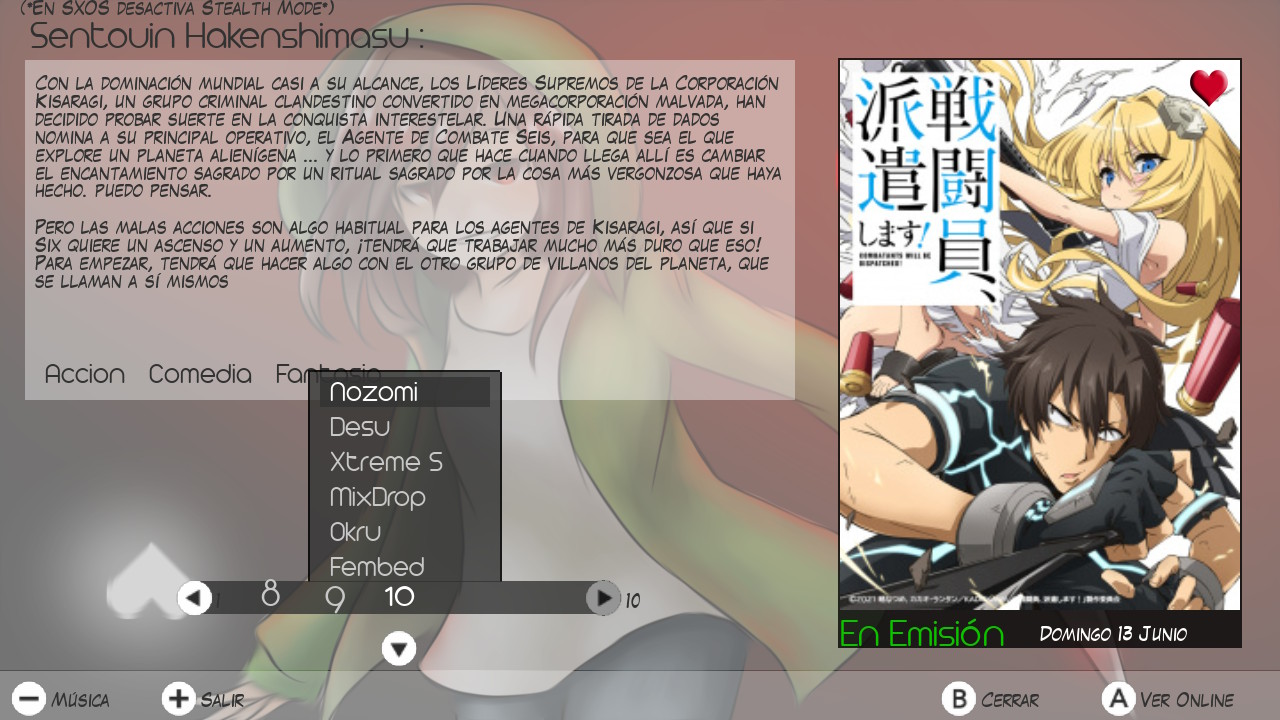 (*En SXOS desactiva Stealth Mode*)
Sentouin Hakenshimasu :
Con la dominación mundial casi a su alcance, los Líderes Supremos de la Corporación
Kisaragi, un grupo criminal clandestino convertido en megacorporación malvada, han
decidido probar suerte en la conquista interestelar. Una rápida tirada de dados
nomina a su principal operativo, el Agente de Combate Seis, para que sea el que
explore un planeta alienígena ... y lo primero que hace cuando llega allí es cambiar
el encantamiento sagrado por un ritual sagrado por la cosa más vergonzosa que haya
hecho. puedo pensar.
Pero las malas acciones son algo habitual para los agentes de Kisaragi, así que si
Six quiere un ascenso y un aumento, ¡tendrá que trabajar mucho más duro que eso!
Para empezar, tendrá que hacer algo con el otro grupo de villanos del planeta, que
se llaman a sí mismos
Accion Comedia Fantasia
Nozomi
Desu
Xtreme S
MixDrop
Okru
Fembed
1 8 9 10 10
戦闘員、
派遣
します!
COMBATANTS WILL BE
DISPATCHED!
En Emisión Domingo 13 Junio
Música Salir B Cerrar A Ver Online